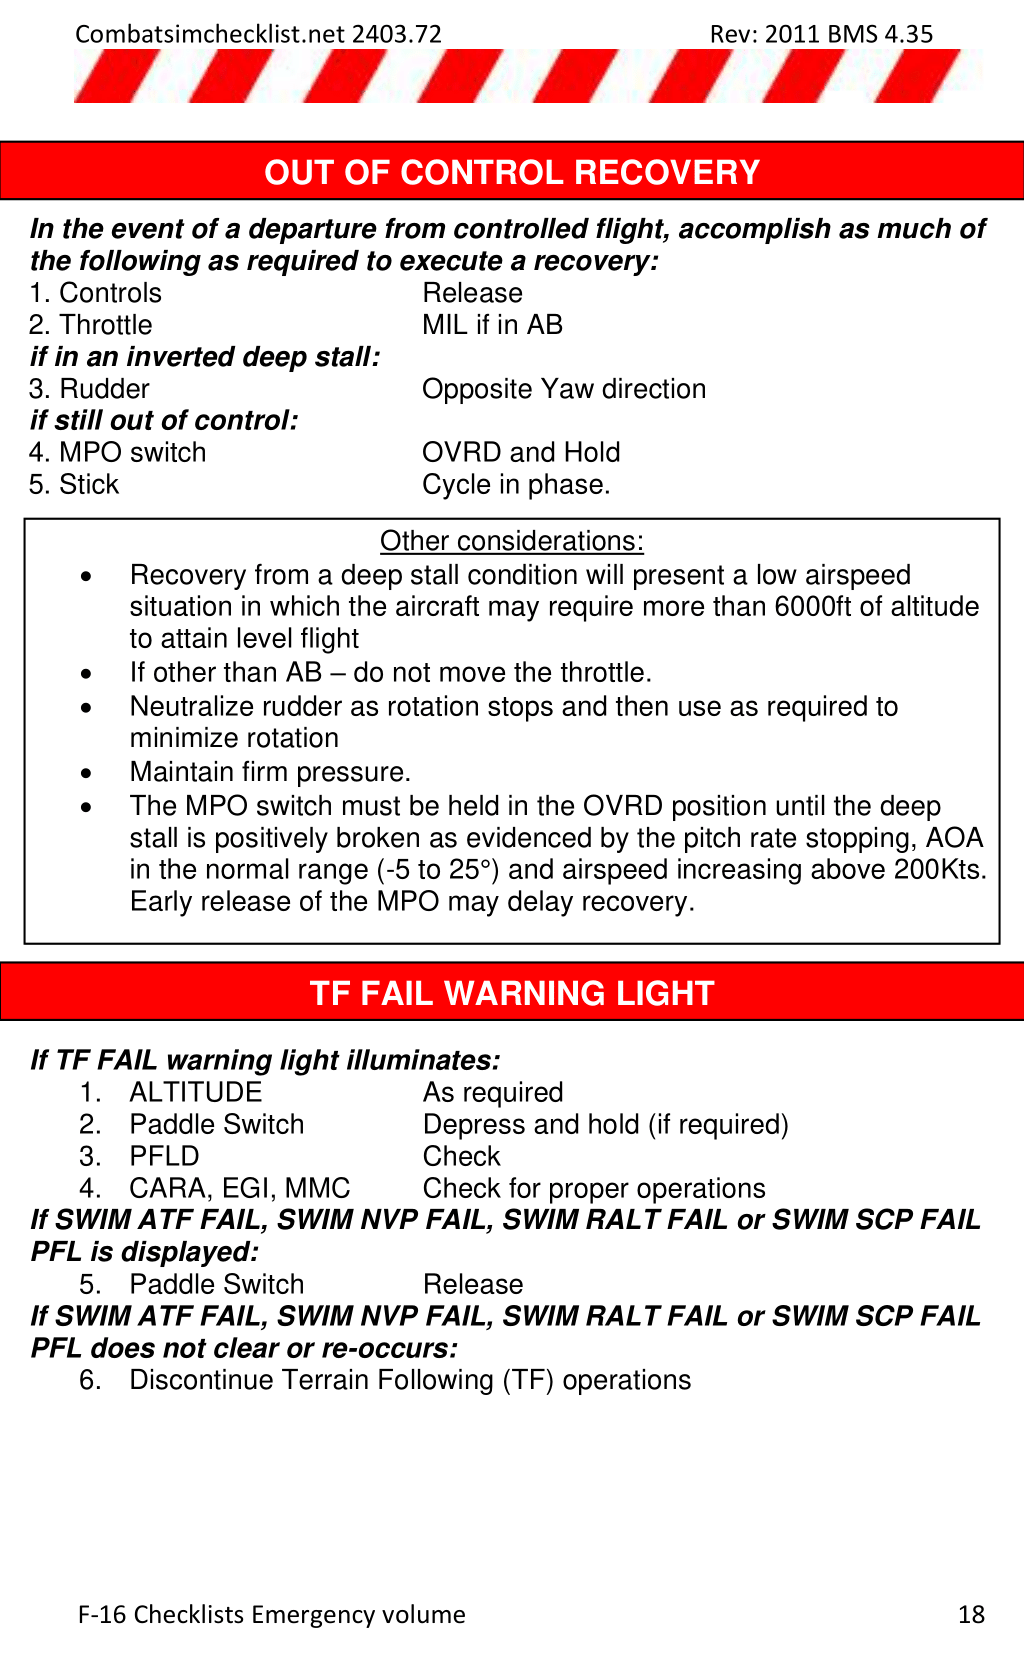 Combatsimchecklist.net 2403.72 Rev: 2011 BMS 4.35
OUT OF CONTROL RECOVERY
In the event of a departure from controlled flight, accomplish as much of
the following as required to execute a recovery:
1. Controls Release
2. Throttle MIL if in AB
if in an inverted deep stall:
3. Rudder Opposite Yaw direction
if still out of control:
4. MPO switch OVRD and Hold
5. Stick Cycle in phase.
Other considerations:
• Recovery from a deep stall condition will present a low airspeed
situation in which the aircraft may require more than 6000ft of altitude
to attain level flight
• If other than AB – do not move the throttle.
• Neutralize rudder as rotation stops and then use as required to
minimize rotation
• Maintain firm pressure.
• The MPO switch must be held in the OVRD position until the deep
stall is positively broken as evidenced by the pitch rate stopping, AOA
in the normal range (-5 to 25°) and airspeed increasing above 200Kts.
Early release of the MPO may delay recovery.
TF FAIL WARNING LIGHT
If TF FAIL warning light illuminates:
1. ALTITUDE As required
2. Paddle Switch Depress and hold (if required)
3. PFLD Check
4. CARA, EGI, MMC Check for proper operations
If SWIM ATF FAIL, SWIM NVP FAIL, SWIM RALT FAIL or SWIM SCP FAIL
PFL is displayed:
5. Paddle Switch Release
If SWIM ATF FAIL, SWIM NVP FAIL, SWIM RALT FAIL or SWIM SCP FAIL
PFL does not clear or re-occurs:
6. Discontinue Terrain Following (TF) operations
F-16 Checklists Emergency volume 18